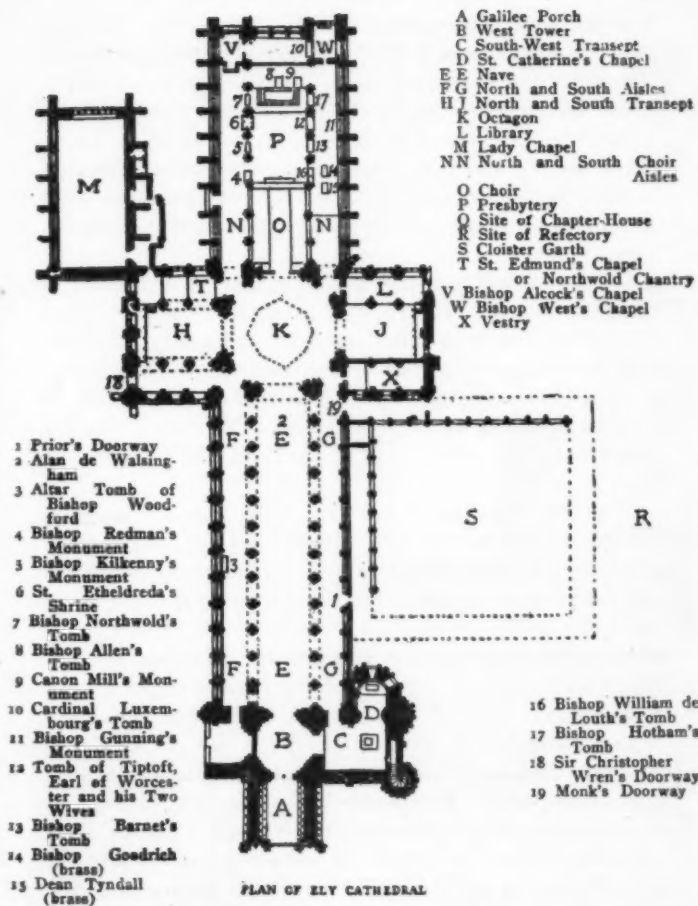 A Galilee Porch
B West Tower
C South-West Transept
D St. Catherine's Chapel
E E Nave
F G North and South Aisles
H J North and South Transept
K Octagon
L Library
M Lady Chapel
N N North and South Choir
Aisles
O Choir
P Presbytery
O Site of Chapter-House
R Site of Refectory
S Cloister Garth
T St. Edmund's Chapel
or Northwold Chantry
V Bishop Alcock's Chapel
W Bishop West's Chapel
X Vestry
V 10 W
8 9
7 17
6 12 11
P
5 13
4 16 14
15
M
N O N
T L
H K J
X
18 19
2
F E G
S R
3
1
F E G
D
B C
A
1 Prior's Doorway
2 Alan de Walsing-
ham
3 Altar Tomb of
Bishop Wood-
ford
4 Bishop Redman's
Monument
5 Bishop Kilkenny's
Monument
6 St. Etheldreda's
Shrine
7 Bishop Northwold's
Tomb
8 Bishop Allen's
Tomb
9 Canon Mill's Mon-
ument
10 Cardinal Luxem-
bourg's Tomb
11 Bishop Gunning's
Monument
12 Tomb of Tiptoft,
Earl of Worces-
ter and his Two
Wives
13 Bishop Barnet's
Tomb
14 Bishop Goodrich
(brass)
15 Dean Tyndall
(brass)
16 Bishop William de
Louth's Tomb
17 Bishop Hotham's
Tomb
18 Sir Christopher
Wren's Doorway
19 Monk's Doorway
PLAN OF ELY CATHEDRAL